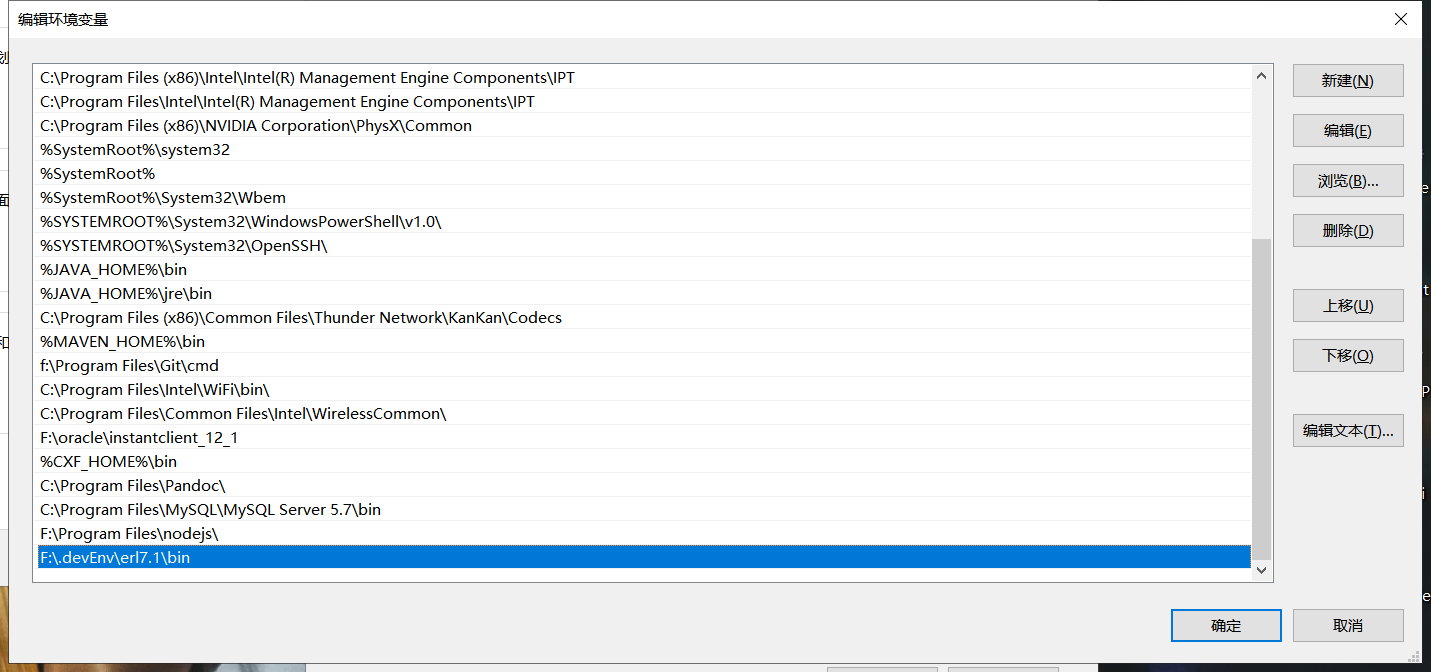 编辑环境变量
C:\Program Files (x86)\Intel\Intel(R) Management Engine Components\IPT
C:\Program Files\Intel\Intel(R) Management Engine Components\IPT
C:\Program Files (x86)\NVIDIA Corporation\PhysX\Common
%SystemRoot%\system32
%SystemRoot%
%SystemRoot%\System32\Wbem
%SYSTEMROOT%\System32\WindowsPowerShell\v1.0\
%SYSTEMROOT%\System32\OpenSSH\
%JAVA_HOME%\bin
%JAVA_HOME%\jre\bin
C:\Program Files (x86)\Common Files\Thunder Network\KanKan\Codecs
%MAVEN_HOME%\bin
f:\Program Files\Git\cmd
C:\Program Files\Intel\WiFi\bin\
C:\Program Files\Common Files\Intel\WirelessCommon\
F:\oracle\instantclient_12_1
%CXF_HOME%\bin
C:\Program Files\Pandoc\
C:\Program Files\MySQL\MySQL Server 5.7\bin
F:\Program Files\nodejs\
F:\.devEnv\erl7.1\bin
新建(N)
编辑(E)
浏览(B)...
删除(D)
上移(U)
下移(O)
编辑文本(T)...
确定
取消